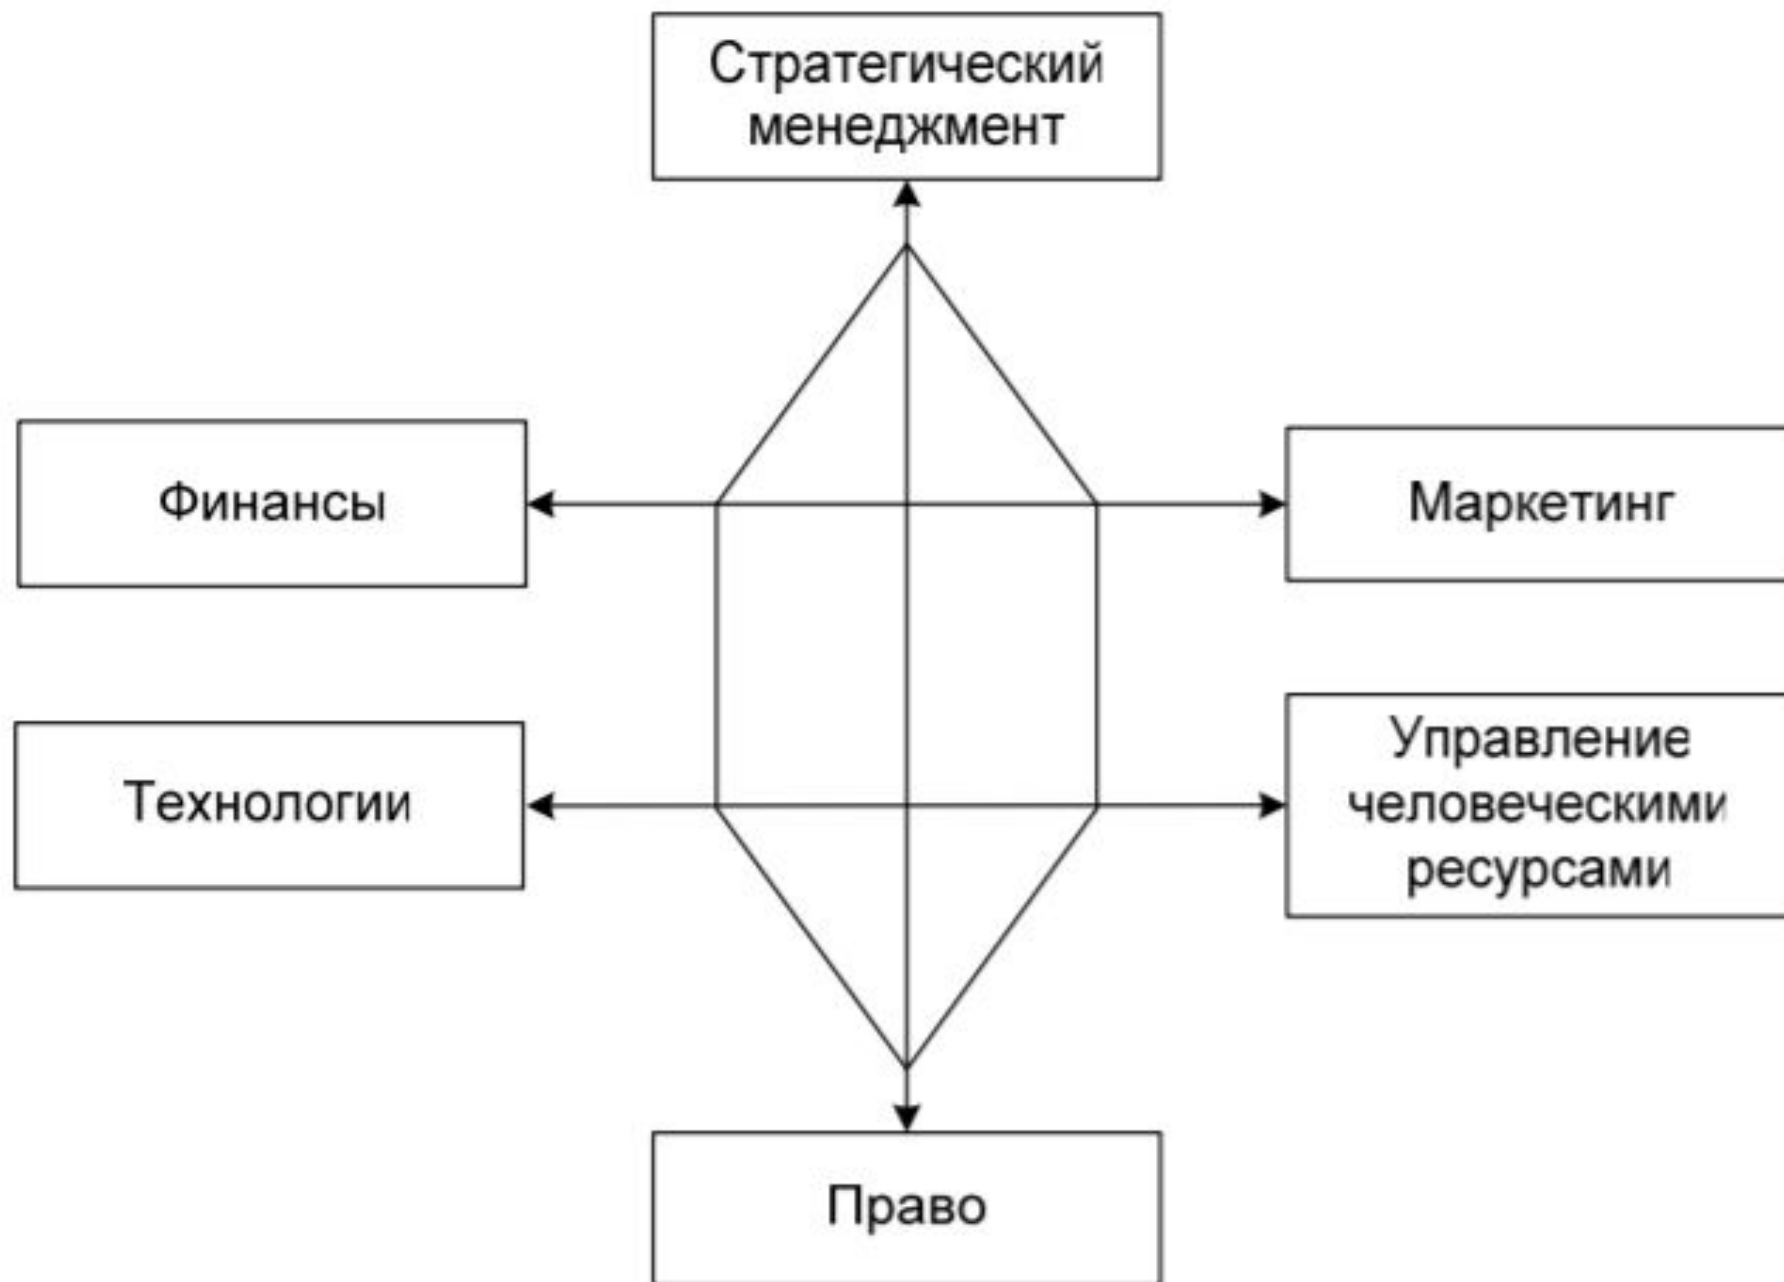 Стратегический
менеджмент
Финансы
Маркетинг
Технологии
Управление
человеческими
ресурсами
Право